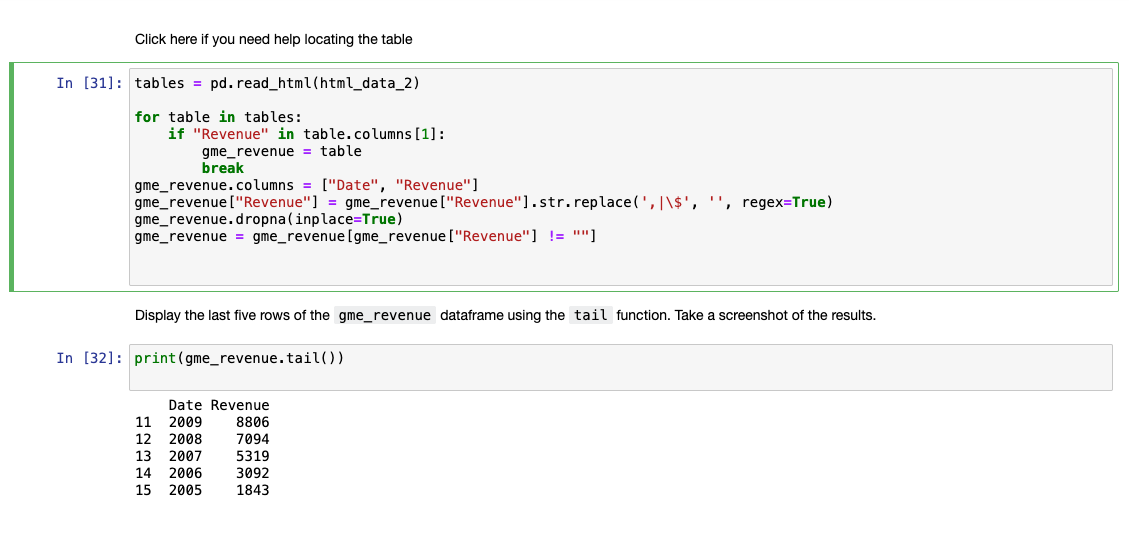 Click here if you need help locating the table
In [31]: tables = pd.read_html(html_data_2)
for table in tables:
    if "Revenue" in table.columns[1]:
        gme_revenue = table
        break
gme_revenue.columns = ["Date", "Revenue"]
gme_revenue["Revenue"] = gme_revenue["Revenue"].str.replace(',|\$', '', regex=True)
gme_revenue.dropna(inplace=True)
gme_revenue = gme_revenue[gme_revenue["Revenue"] != ""]
Display the last five rows of the gme_revenue dataframe using the tail function. Take a screenshot of the results.
In [32]: print(gme_revenue.tail())
    Date Revenue
11  2009    8806
12  2008    7094
13  2007    5319
14  2006    3092
15  2005    1843